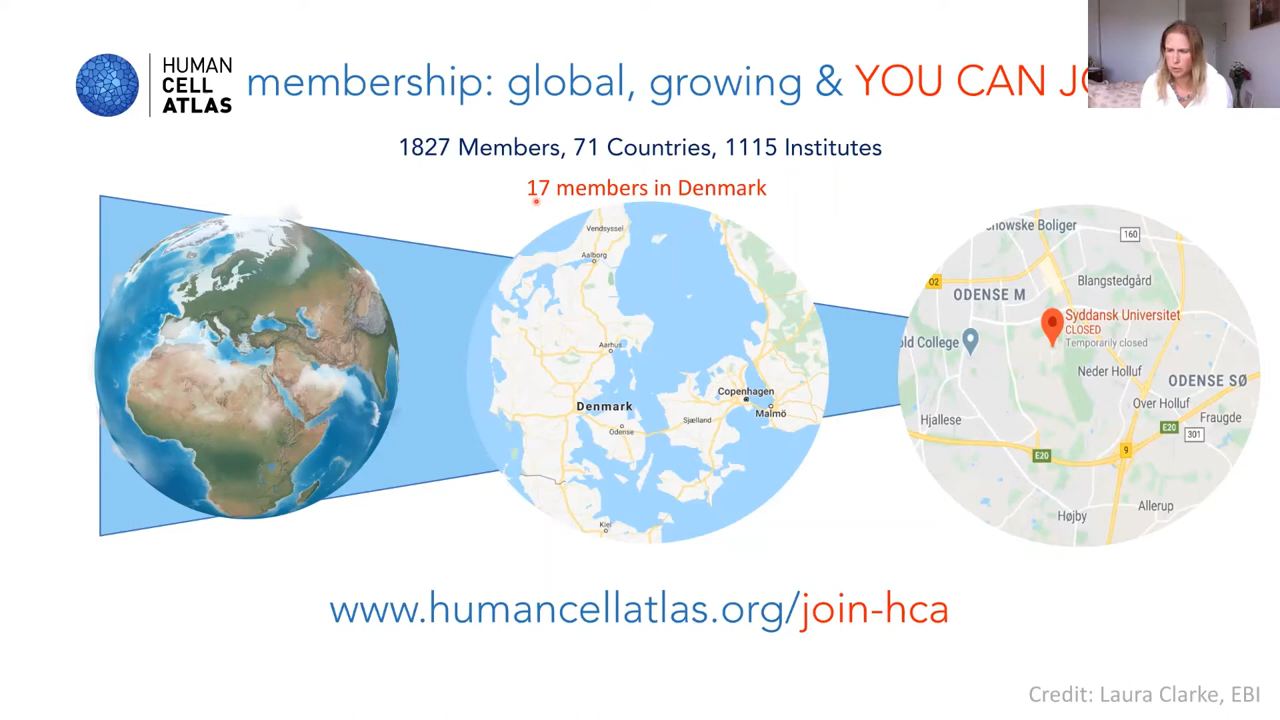 HUMAN
CELL
ATLAS
membership: global, growing & YOU CAN
1827 Members, 71 Countries, 1115 Institutes
17 members in Denmark
Vendsyssel
Aalborg
Aarhus
Copenhagen
Denmark
Malmö
Sjælland
Odense
Kiel
howske Boliger
160
Blangstedgård
O2
ODENSE M
Syddansk Universitet
CLOSED
Temporarily closed
old College
Neder Holluf
ODENSE SØ
Over Holluf
Hjallese
Fraugde
E20
301
E20
9
Allerup
Højby
www.humancellatlas.org/join-hca
Credit: Laura Clarke, EBI